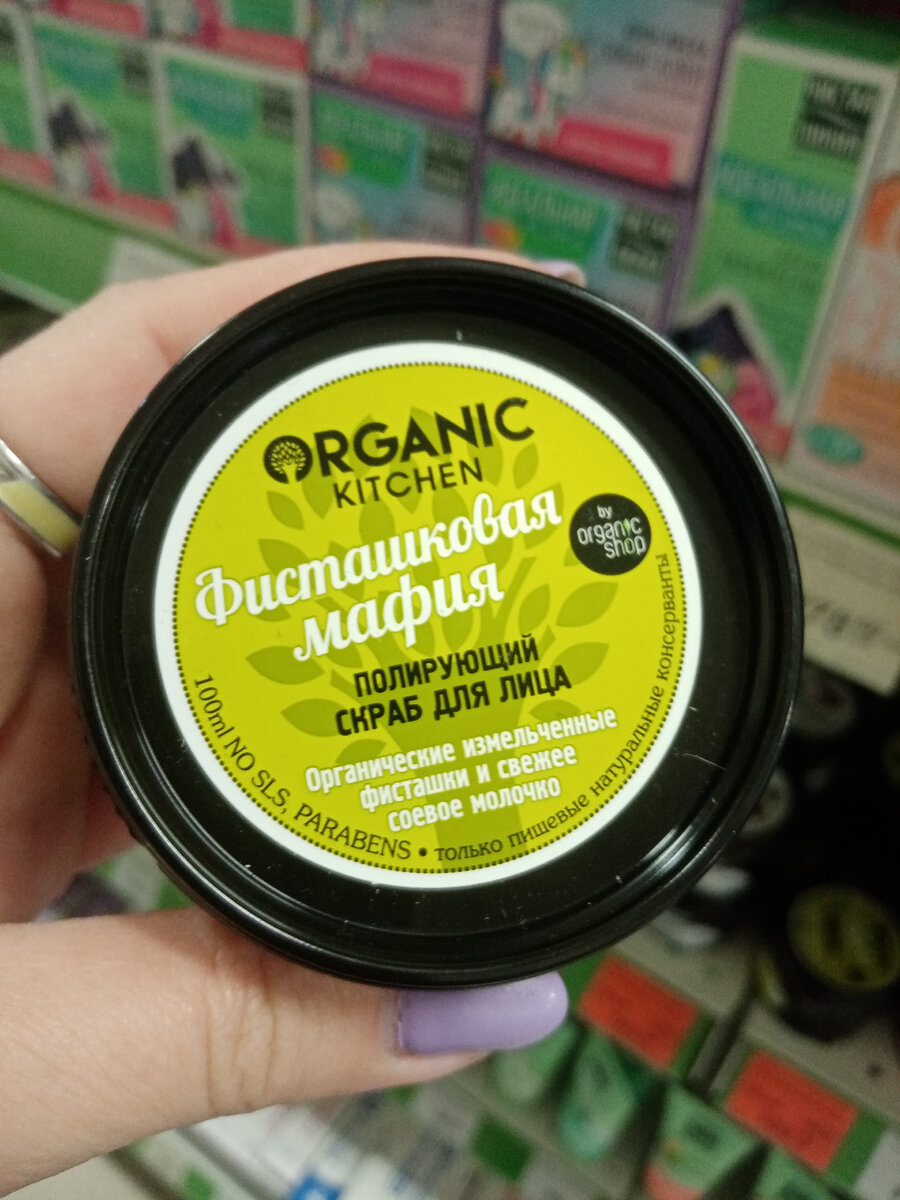 ORGANIC
KITCHEN
by
organic
shop
Фисташковая
мафия
ПОЛИРУЮЩИЙ
СКРАБ ДЛЯ ЛИЦА
Органические измельченные
фисташки и свежее
соевое молочко
100ml NO SLS, PARABENS • только пищевые натуральные консерванты